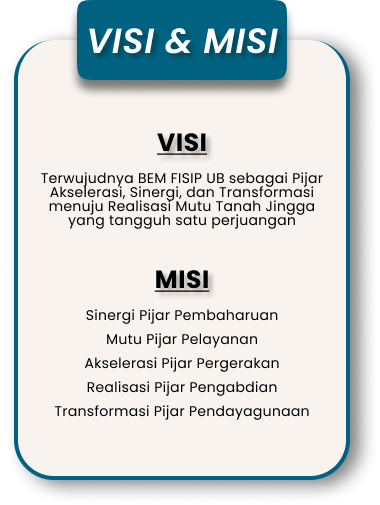 VISI & MISI
VISI
Terwujudnya BEM FISIP UB sebagai Pijar
Akselerasi, Sinergi, dan Transformasi
menuju Realisasi Mutu Tanah Jingga
yang tangguh satu perjuangan
MISI
Sinergi Pijar Pembaharuan
Mutu Pijar Pelayanan
Akselerasi Pijar Pergerakan
Realisasi Pijar Pengabdian
Transformasi Pijar Pendayagunaan